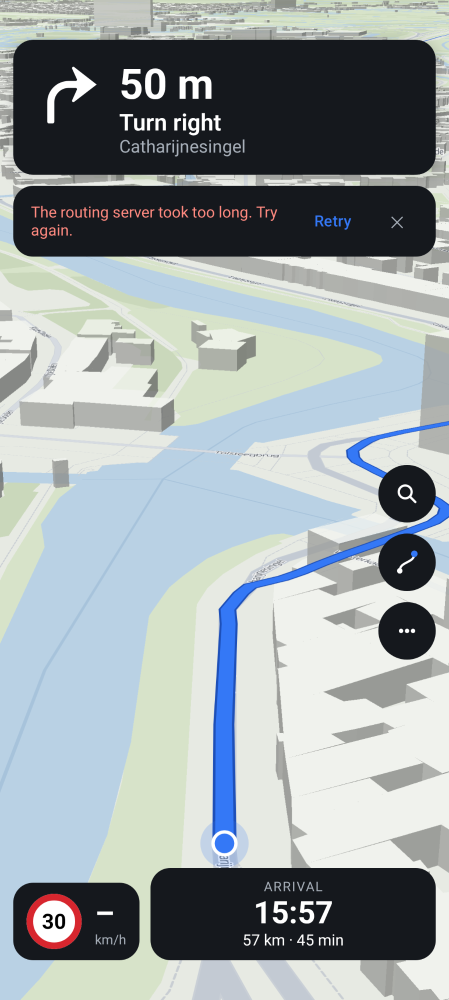 50 m
Turn right
Catharijnesingel
The routing server took too long. Try
again.
Retry
30
–
km/h
ARRIVAL
15:57
57 km · 45 min